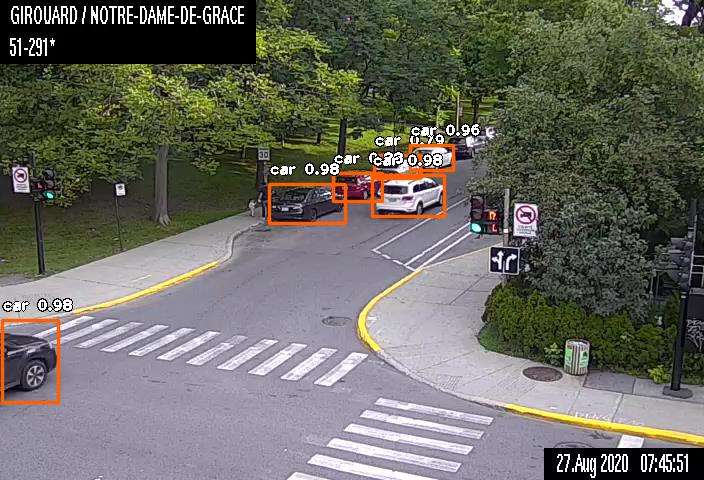 GIROUARD / NOTRE-DAME-DE-GRACE
51-291*
car 0.96
car 0.79
car 0.98
car 0.98
30
car 0.98
27.Aug 2020 07:45:51